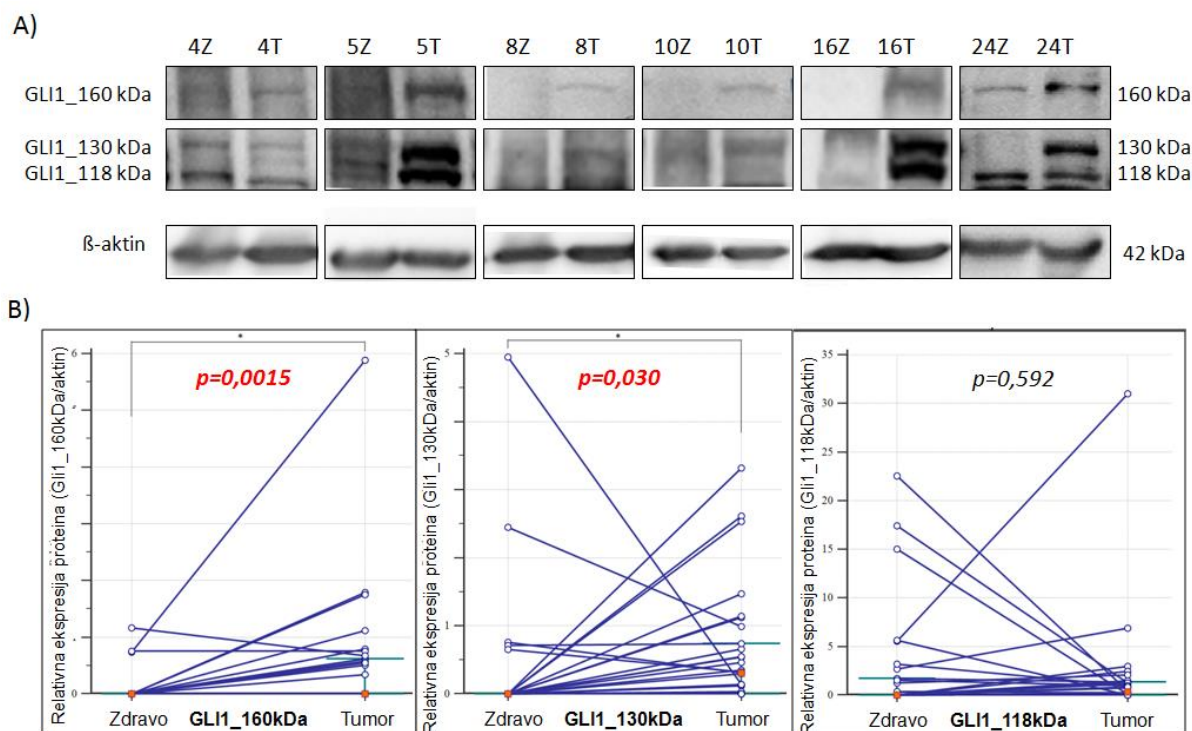 A)
4Z 4T 5Z 5T 8Z 8T 10Z 10T 16Z 16T 24Z 24T
GLI1_160 kDa 160 kDa
GLI1_130 kDa 130 kDa
GLI1_118 kDa 118 kDa
ß-aktin 42 kDa
B)
Relativna ekspresija proteina (Gli1_160kDa/aktin)
6
*
p=0,0015
0
Zdravo GLI1_160kDa Tumor
Relativna ekspresija proteina (Gli1_130kDa/aktin)
5
*
p=0,030
1
0
Zdravo GLI1_130kDa Tumor
Relativna ekspresija proteina (Gli1_118kDa/aktin)
35
30
25
20
15
10
5
0
p=0,592
Zdravo GLI1_118kDa Tumor